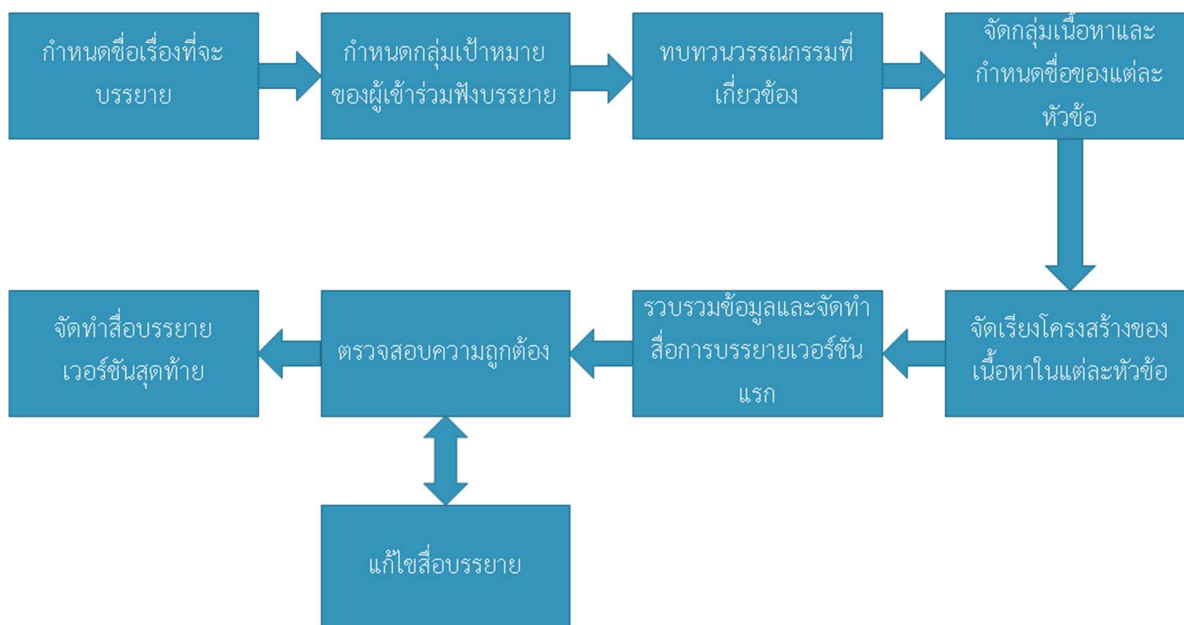 กำหนดชื่อเรื่องที่จะ
บรรยาย
กำหนดกลุ่มเป้าหมาย
ของผู้เข้าร่วมฟังบรรยาย
ทบทวนวรรณกรรมที่
เกี่ยวข้อง
จัดกลุ่มเนื้อหาและ
กำหนดชื่อของแต่ละ
หัวข้อ
จัดเรียงโครงสร้างของ
เนื้อหาในแต่ละหัวข้อ
รวบรวมข้อมูลและจัดทำ
สื่อการบรรยายเวอร์ชัน
แรก
ตรวจสอบความถูกต้อง
จัดทำสื่อบรรยาย
เวอร์ชันสุดท้าย
แก้ไขสื่อบรรยาย